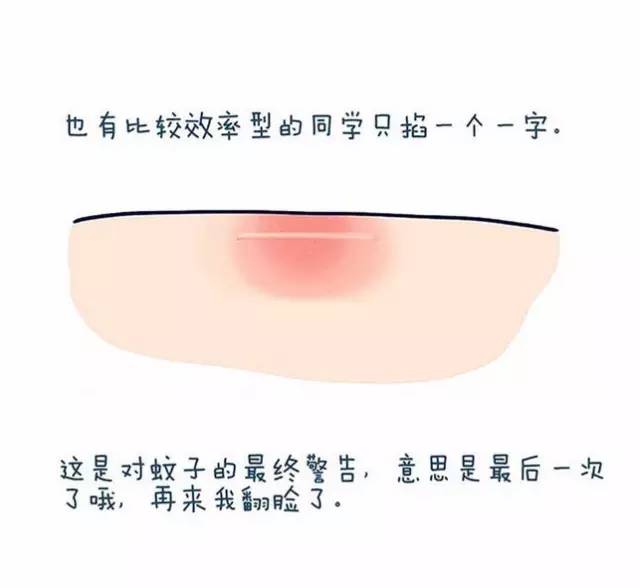 也有比较效率型的同学只掐一个一字。
这是对蚊子的最终警告，意思是最后一次
了哦，再来我翻脸了。